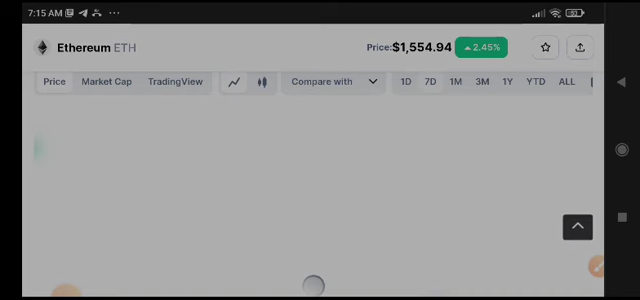 7:15 AM
Ethereum ETH
Price:$1,554.94
2.45%
Price Market Cap TradingView
Compare with
1D 7D 1M 3M 1Y YTD ALL